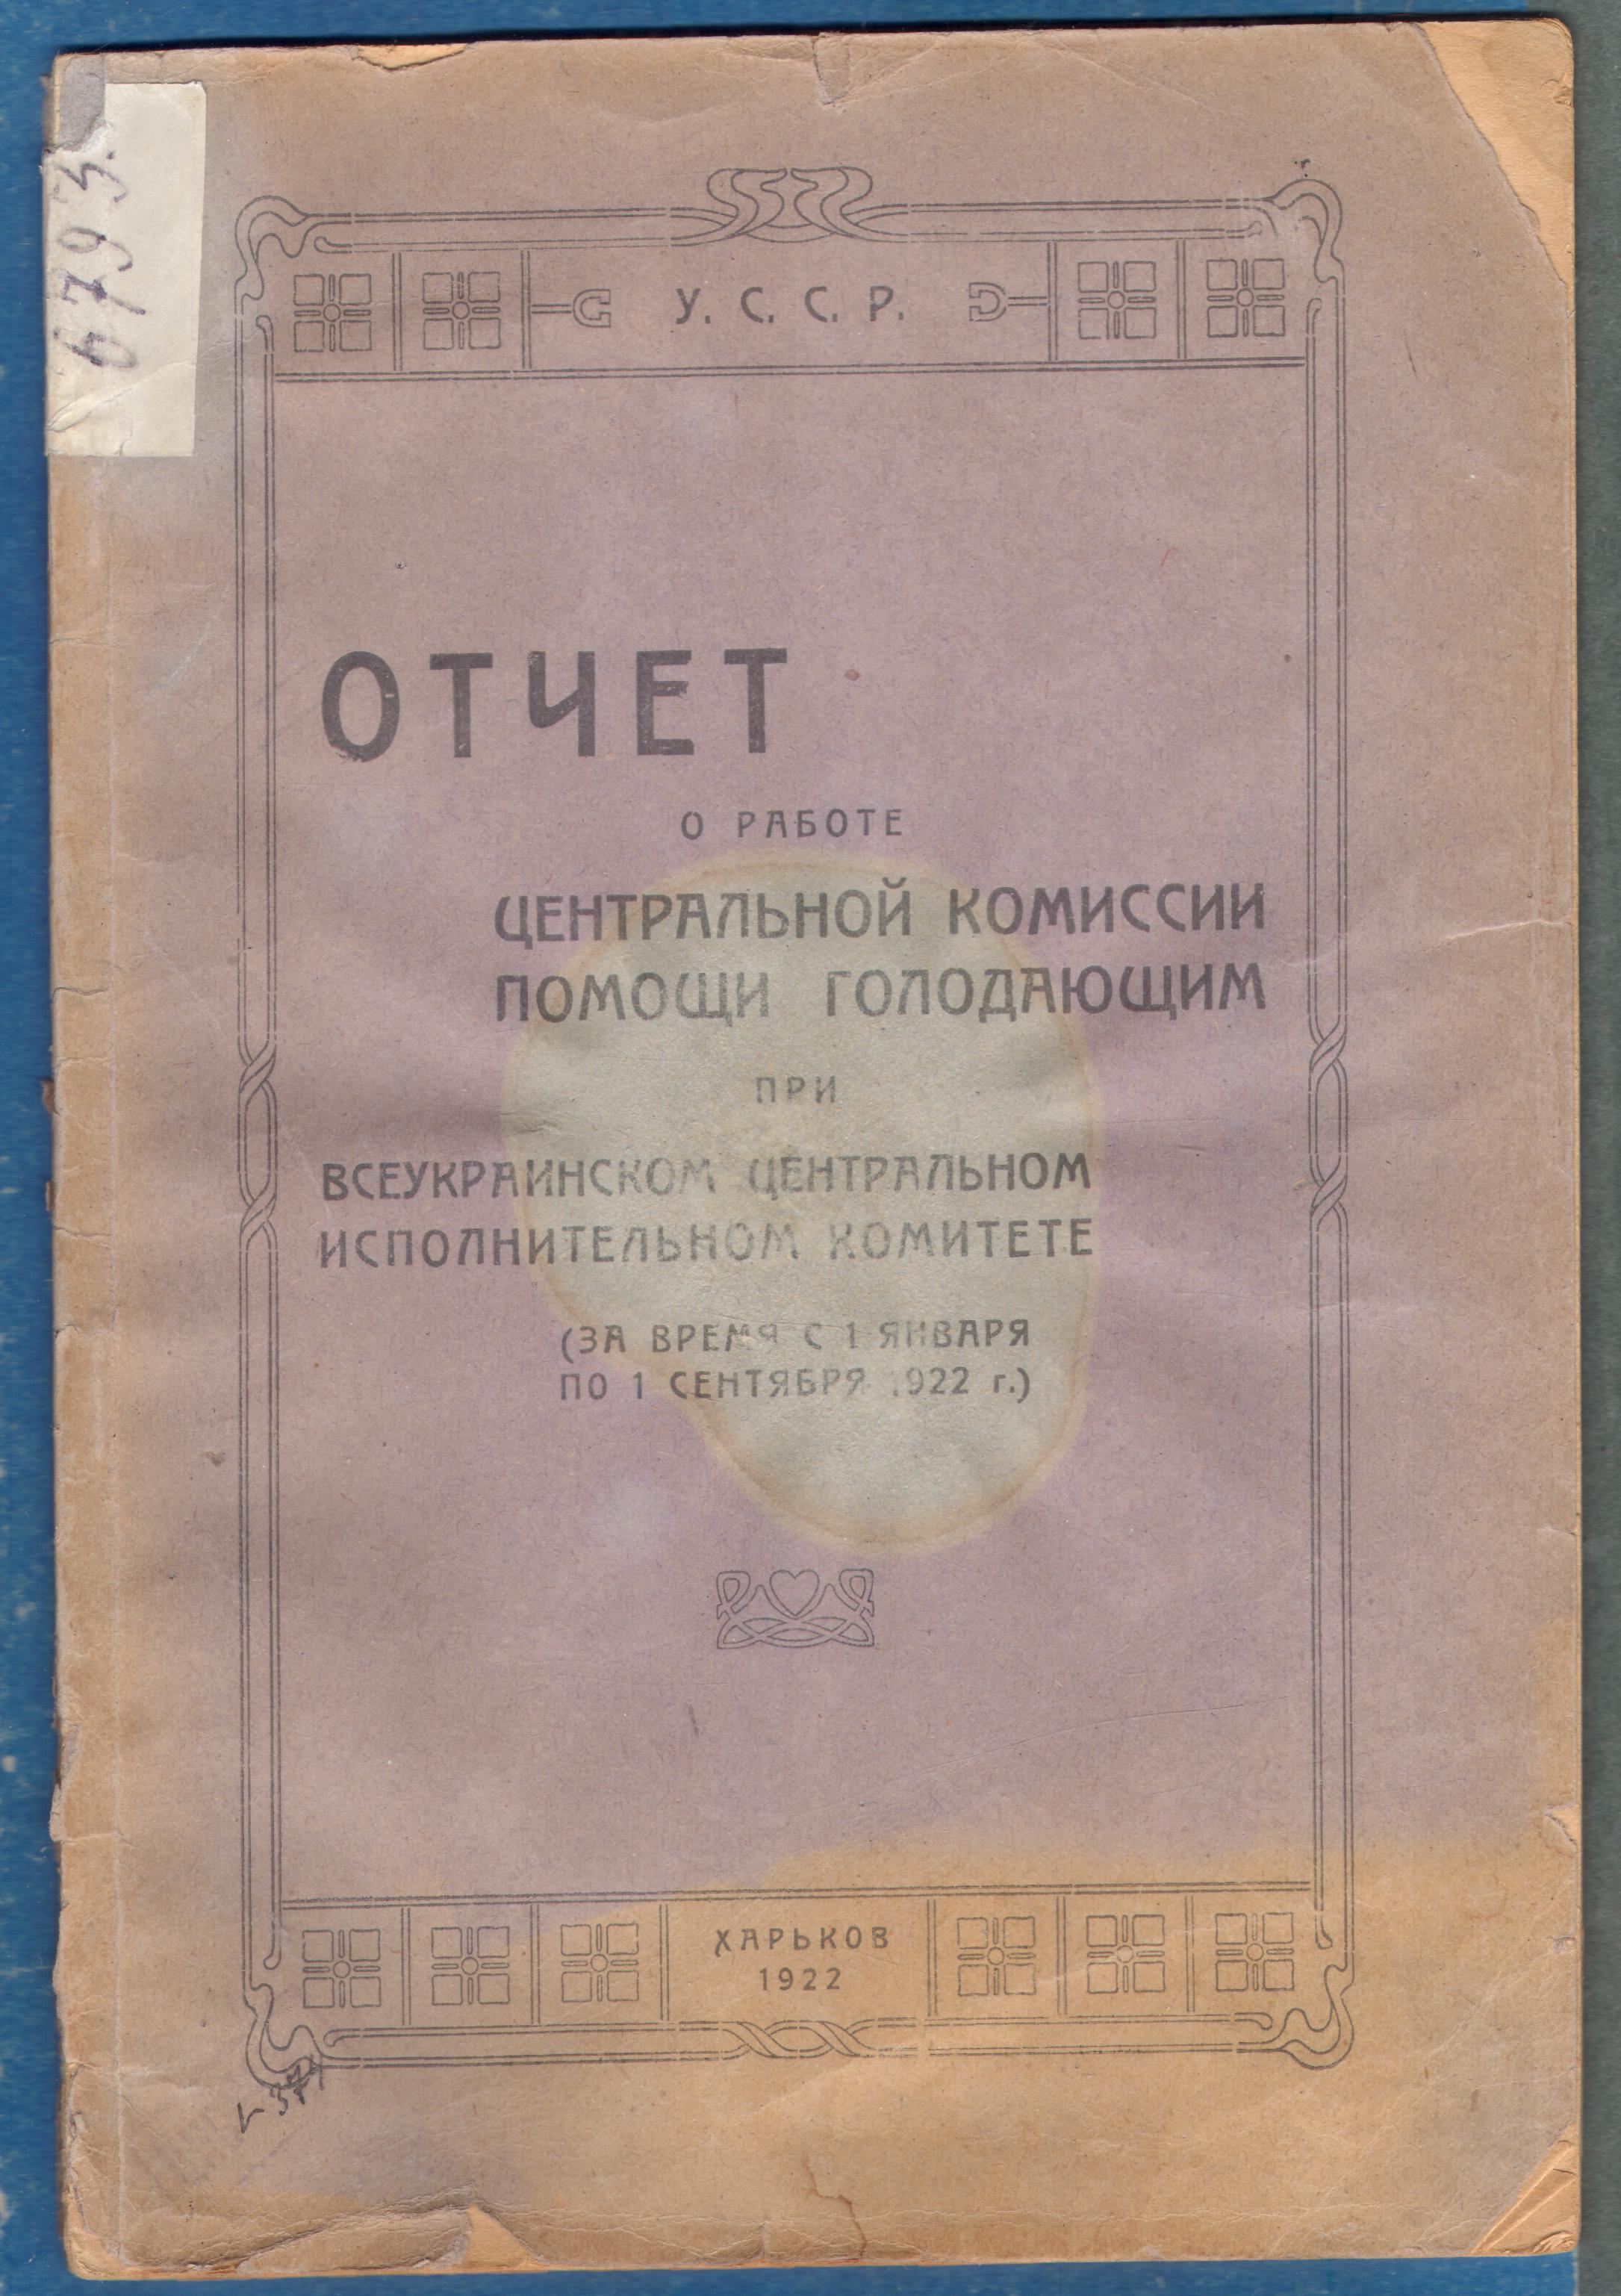 6793.
У. С. С. Р.
ОТЧЕТ
О РАБОТЕ
ЦЕНТРАЛЬНОЙ КОМИССИИ
ПОМОЩИ ГОЛОДАЮЩИМ
ПРИ
ВСЕУКРАИНСКОМ ЦЕНТРАЛЬНОМ
ИСПОЛНИТЕЛЬНОМ КОМИТЕТЕ
(ЗА ВРЕМЯ С 1 ЯНВАРЯ
ПО 1 СЕНТЯБРЯ 1922 г.)
ХАРЬКОВ
1922